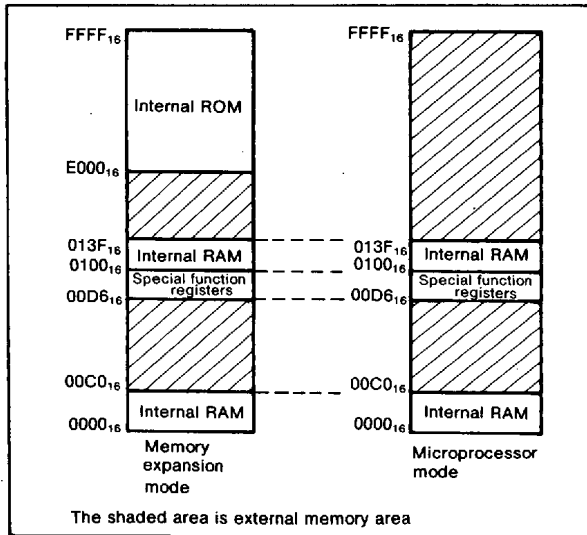 FFFF₁₆
Internal ROM
E000₁₆
013F₁₆
Internal RAM
0100₁₆
Special function
registers
00D6₁₆
00C0₁₆
Internal RAM
0000₁₆
Memory
expansion
mode
FFFF₁₆
013F₁₆
Internal RAM
0100₁₆
Special function
registers
00D6₁₆
00C0₁₆
Internal RAM
0000₁₆
Microprocessor
mode
The shaded area is external memory area